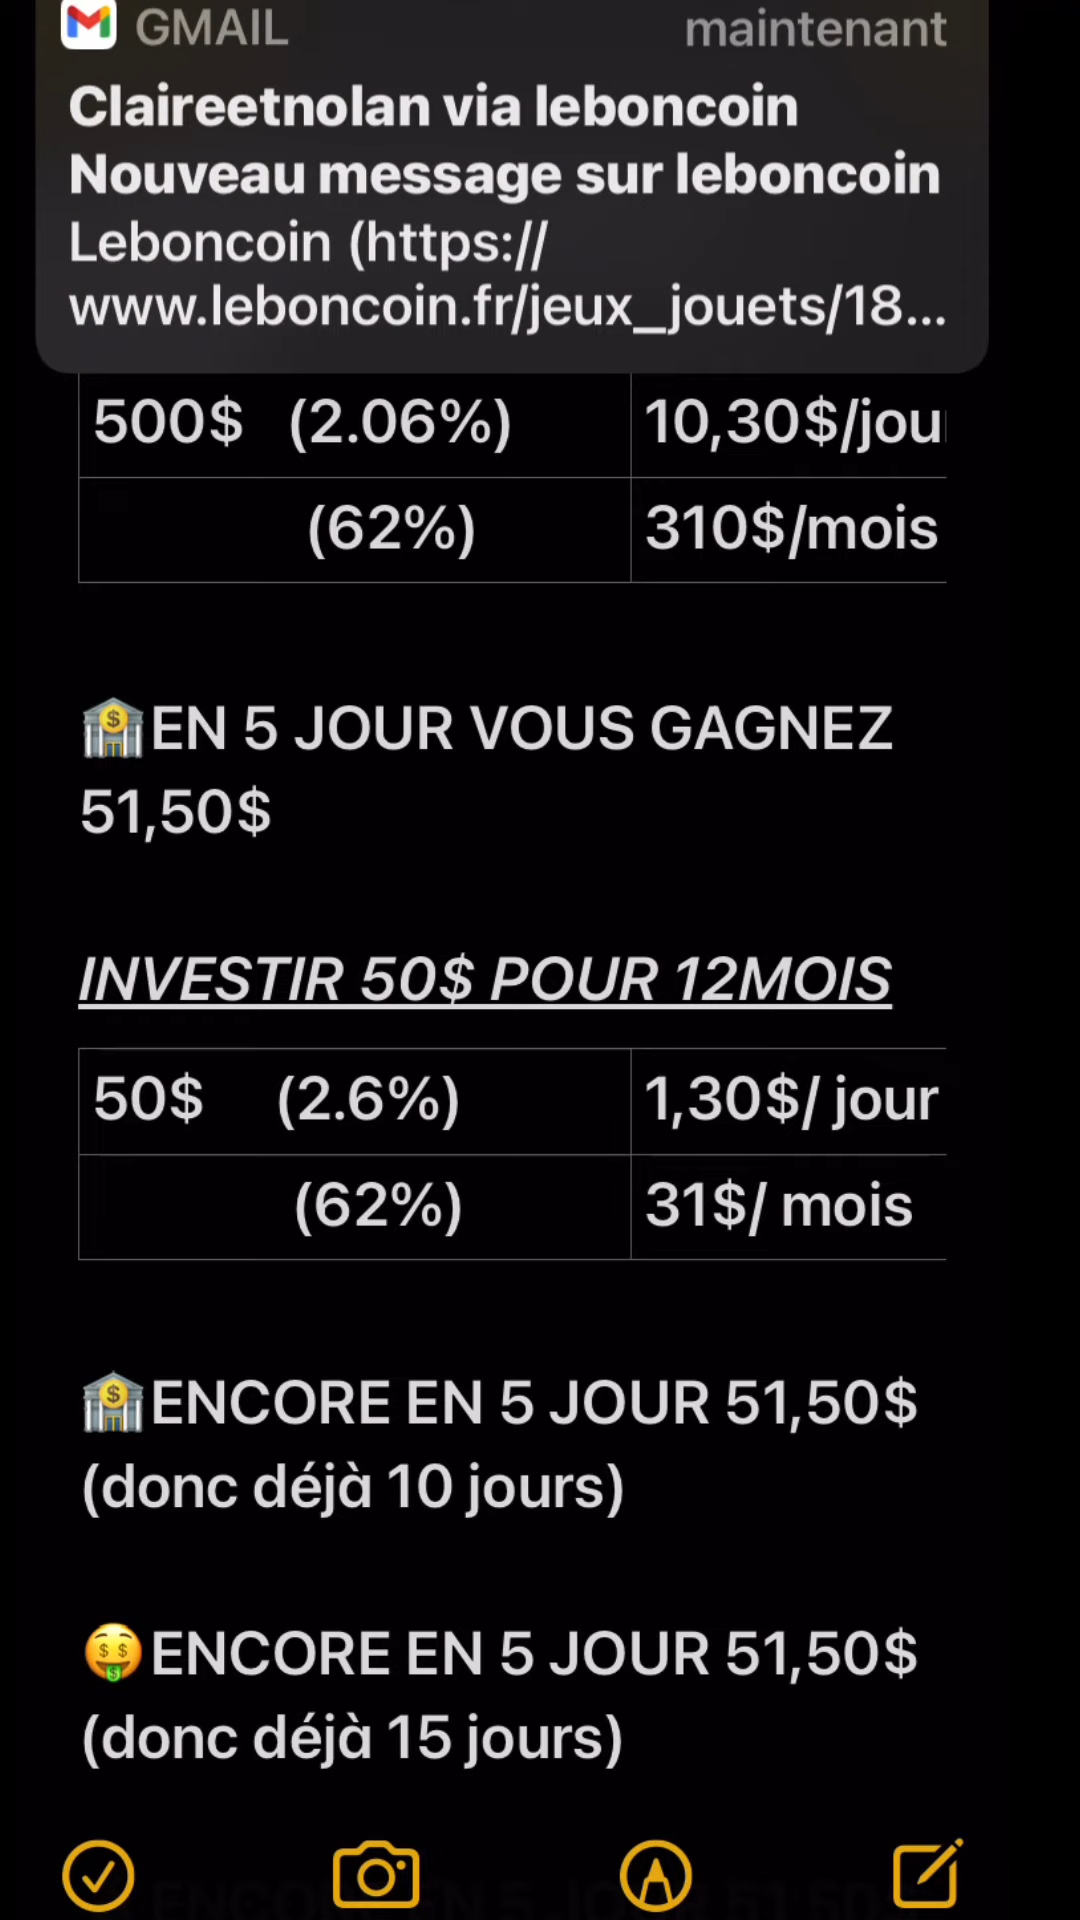 GMAIL maintenant
Claireetnolan via leboncoin
Nouveau message sur leboncoin
Leboncoin (https://
www.leboncoin.fr/jeux_jouets/18...
500$ (2.06%) 10,30$/jou
(62%) 310$/mois
EN 5 JOUR VOUS GAGNEZ
51,50$
INVESTIR 50$ POUR 12MOIS
50$ (2.6%) 1,30$/ jour
(62%) 31$/ mois
ENCORE EN 5 JOUR 51,50$
(donc déjà 10 jours)
ENCORE EN 5 JOUR 51,50$
(donc déjà 15 jours)